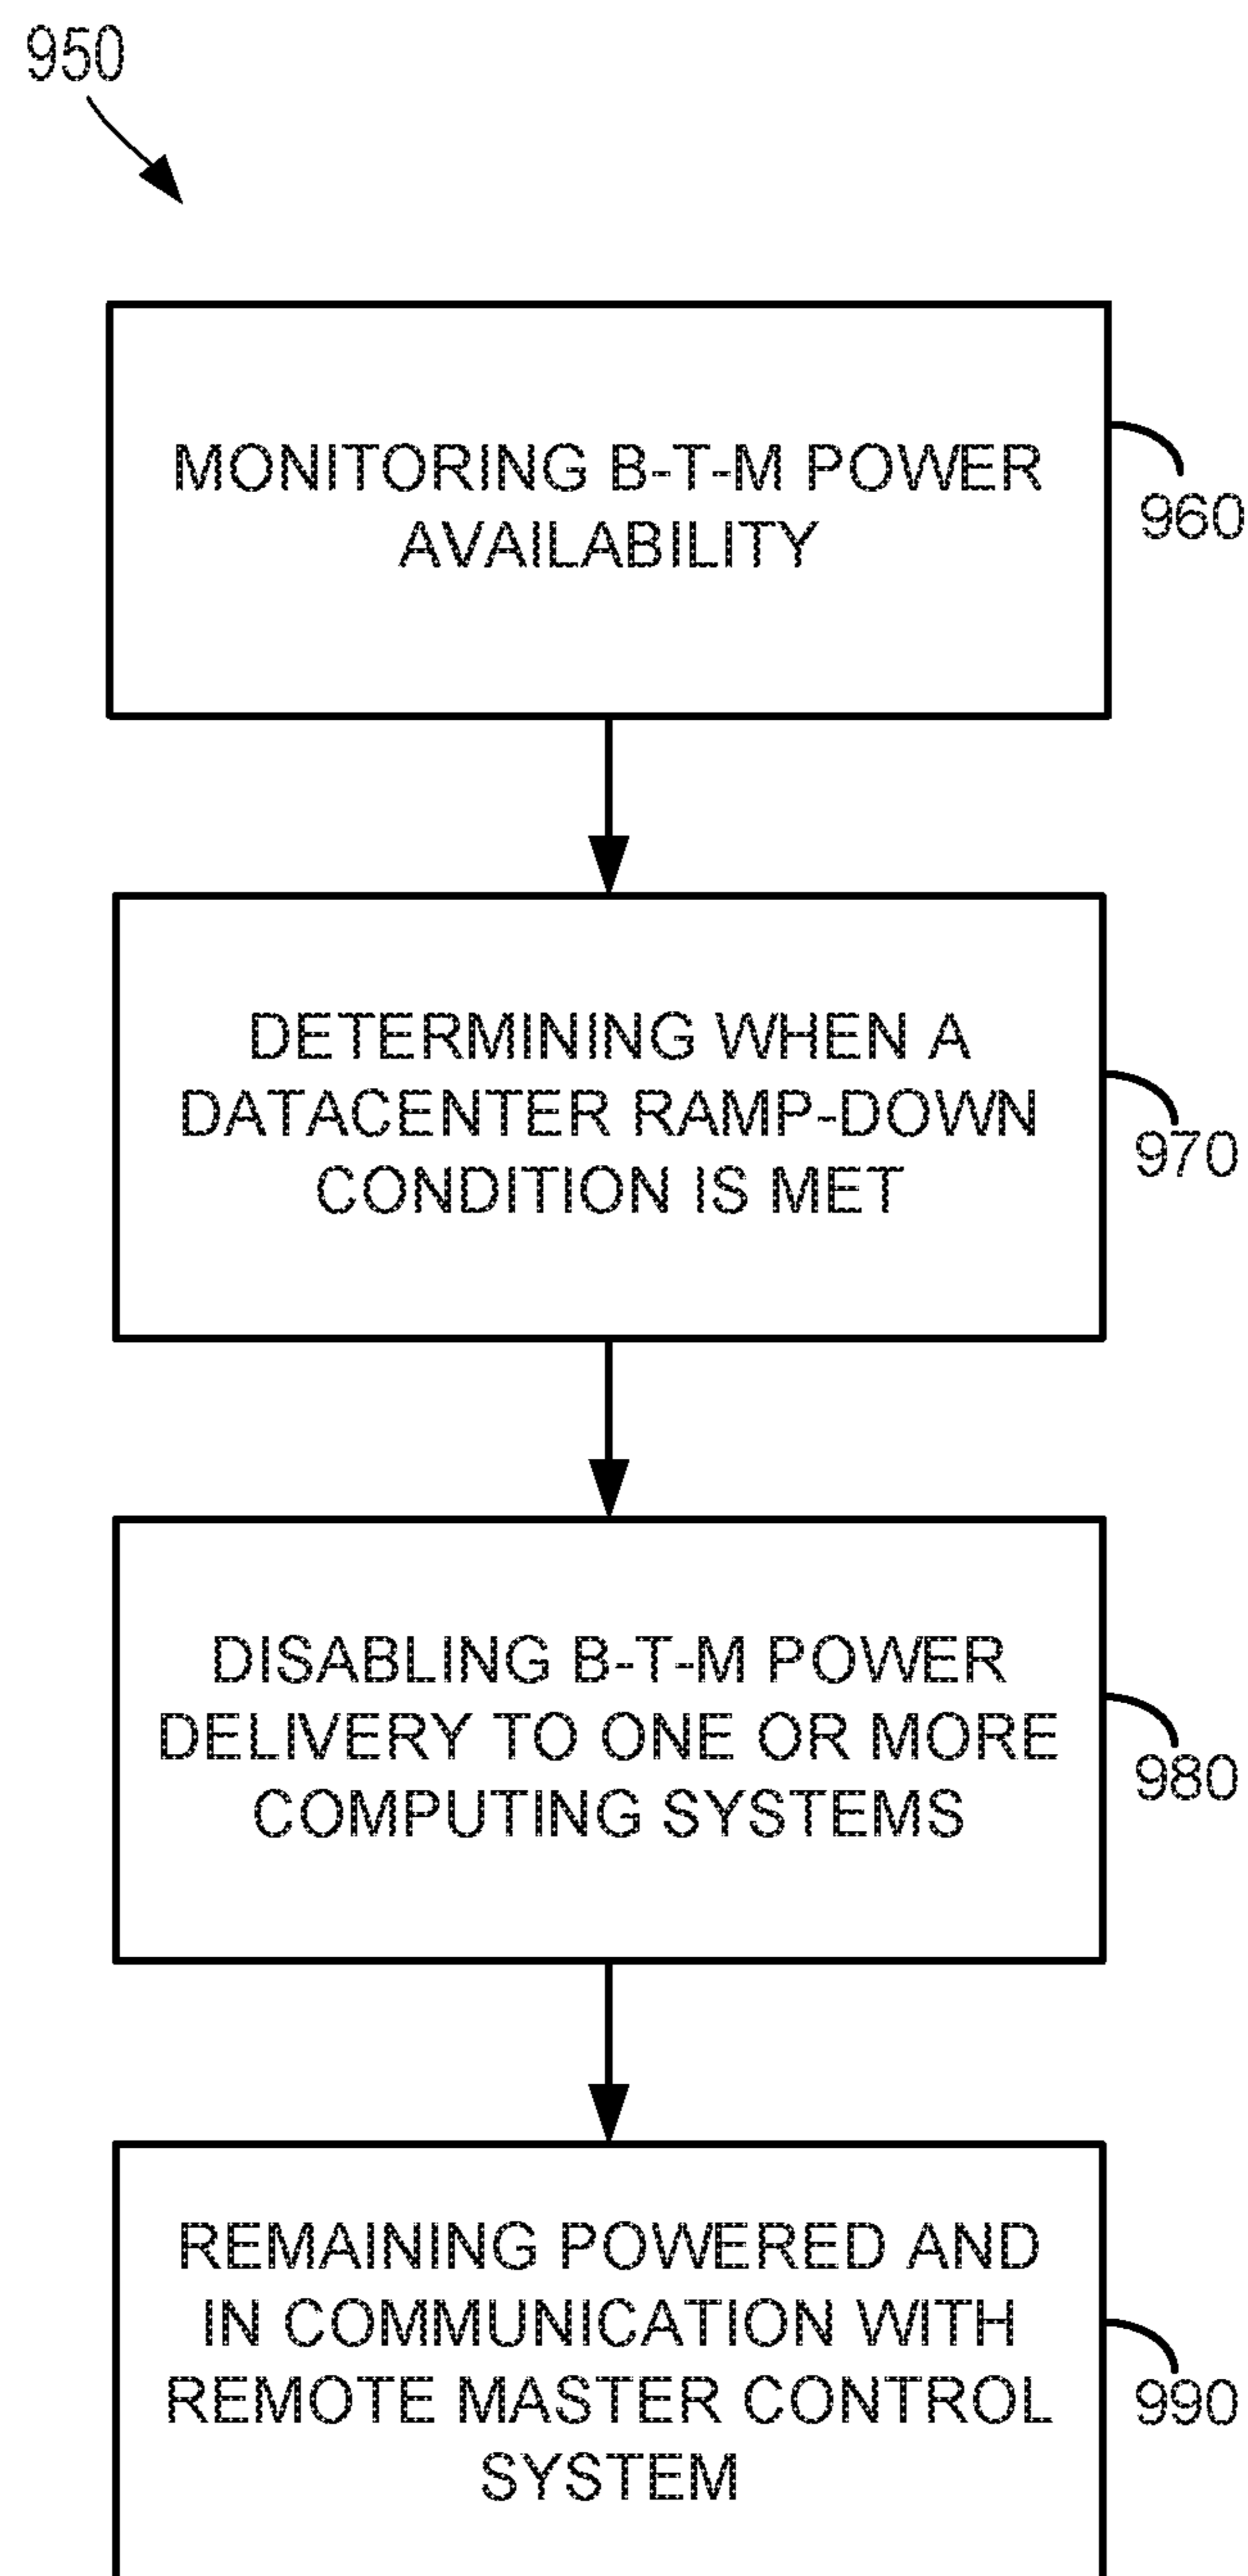 950
MONITORING B-T-M POWER
AVAILABILITY
960
DETERMINING WHEN A
DATACENTER RAMP-DOWN
CONDITION IS MET
970
DISABLING B-T-M POWER
DELIVERY TO ONE OR MORE
COMPUTING SYSTEMS
980
REMAINING POWERED AND
IN COMMUNICATION WITH
REMOTE MASTER CONTROL
SYSTEM
990